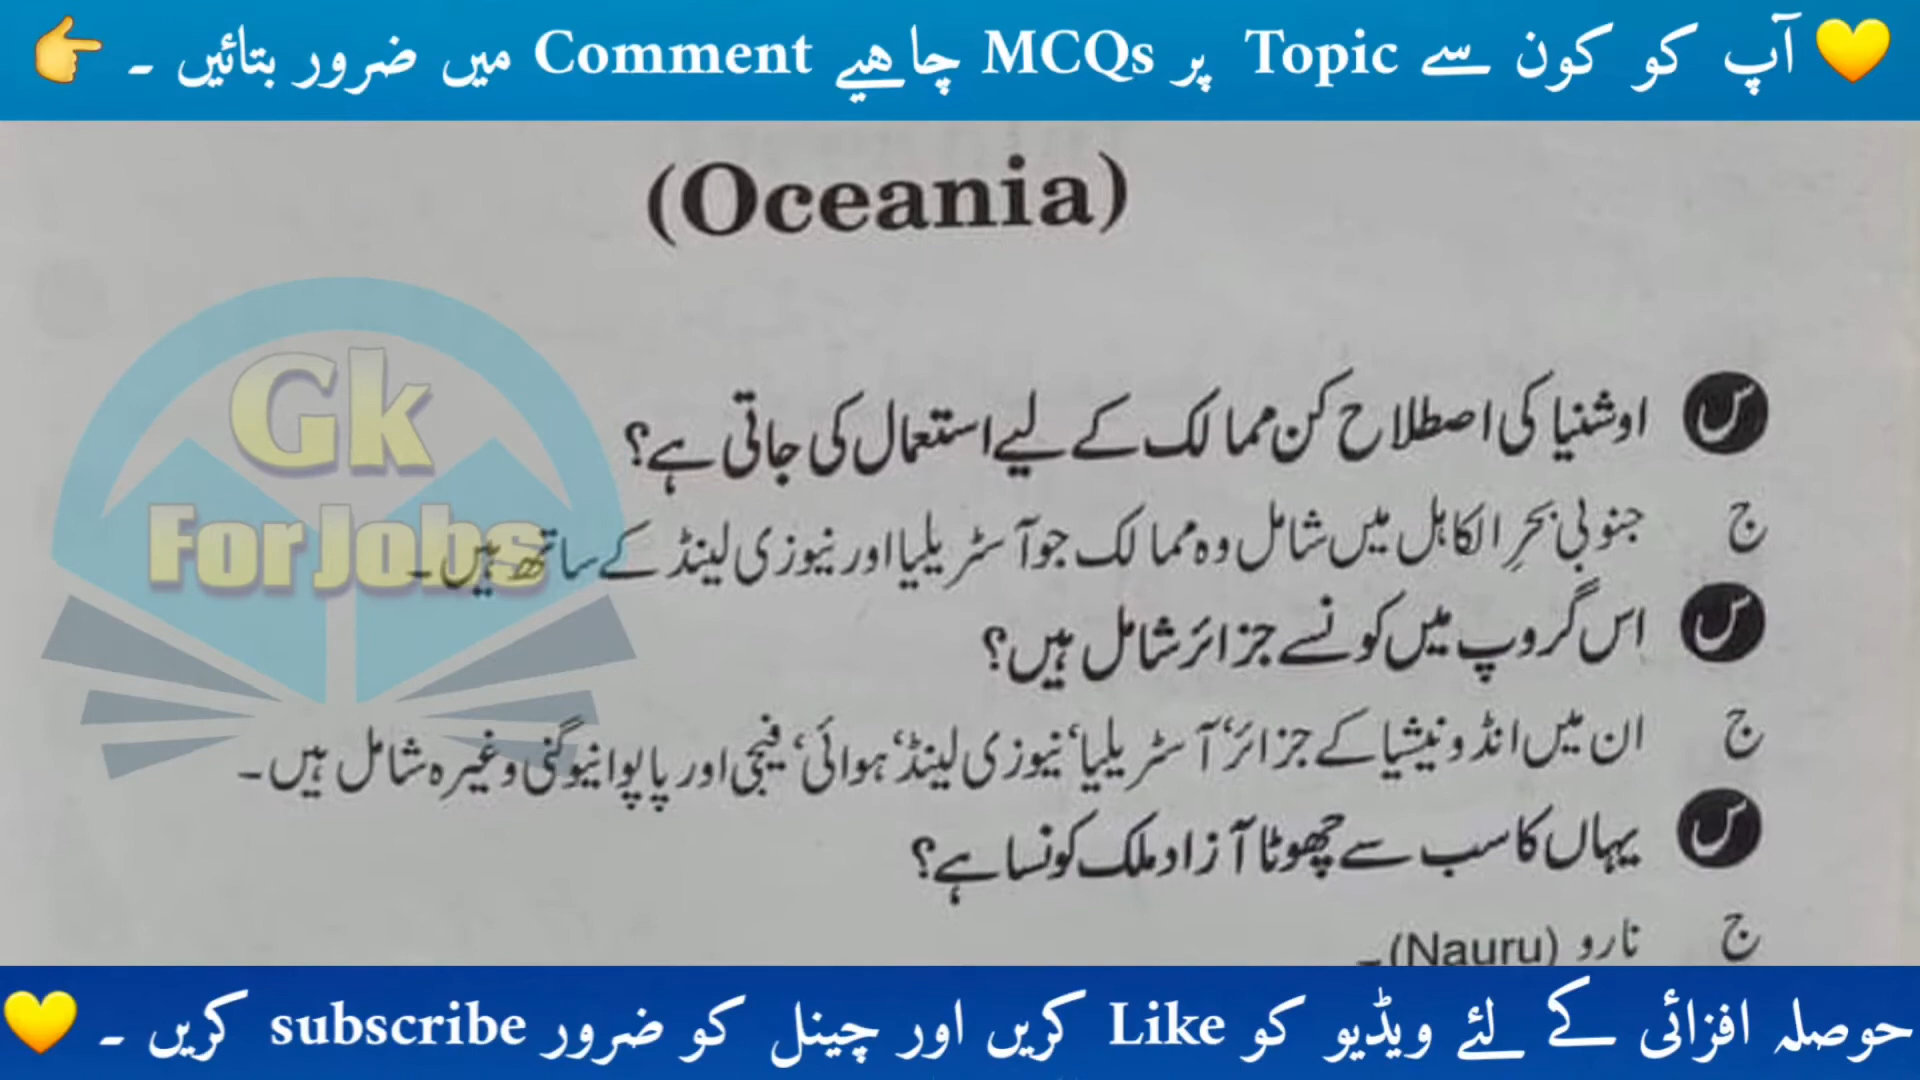 آپ کو کون سے Topic پر MCQs چاھیے Comment میں ضرور بتائیں ۔
(Oceania)
س اوشنیا کی اصطلاح کن ممالک کے لیے استعمال کی جاتی ہے؟
ج جنوبی بحرِ الکاہل میں شامل وہ ممالک جو آسٹریلیا اور نیوزی لینڈ کے ساتھ ہیں۔
س اس گروپ میں کونسے جزائر شامل ہیں؟
ج ان میں انڈونیشیا کے جزائر‘ آسٹریلیا‘ نیوزی لینڈ‘ ہوائی‘ فیجی اور پاپوا نیوگنی وغیرہ شامل ہیں۔
س یہاں کا سب سے چھوٹا آزاد ملک کونسا ہے؟
ج نارو (Nauru)۔
Gk
ForJobs
حوصلہ افزائی کے لئے ویڈیو کو Like کریں اور چینل کو ضرور subscribe کریں ۔